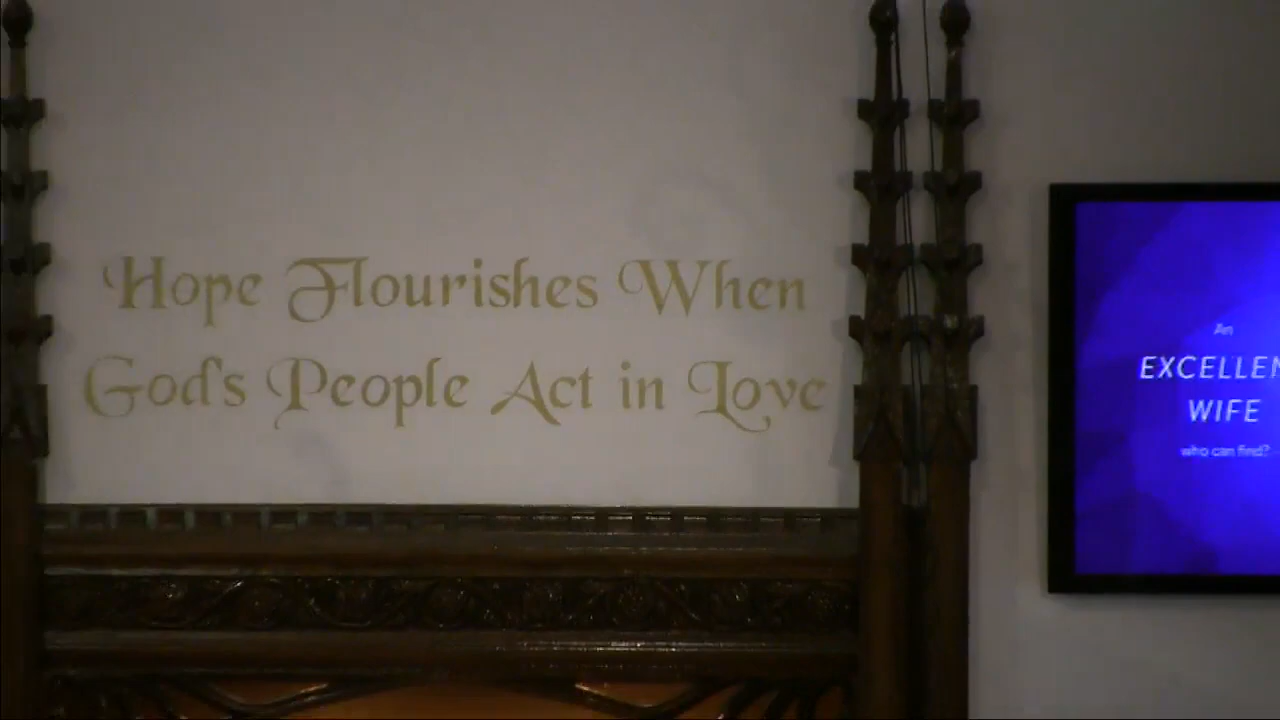 Hope Flourishes When
God's People Act in Love
An
EXCELLEN
WIFE
who can find?